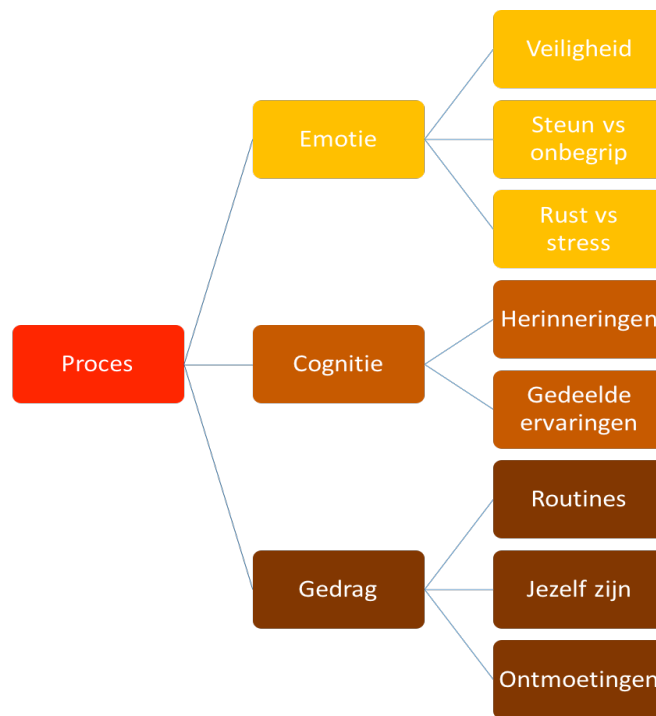 Proces
Emotie
Veiligheid
Steun vs
onbegrip
Rust vs
stress
Cognitie
Herinneringen
Gedeelde
ervaringen
Gedrag
Routines
Jezelf zijn
Ontmoetingen